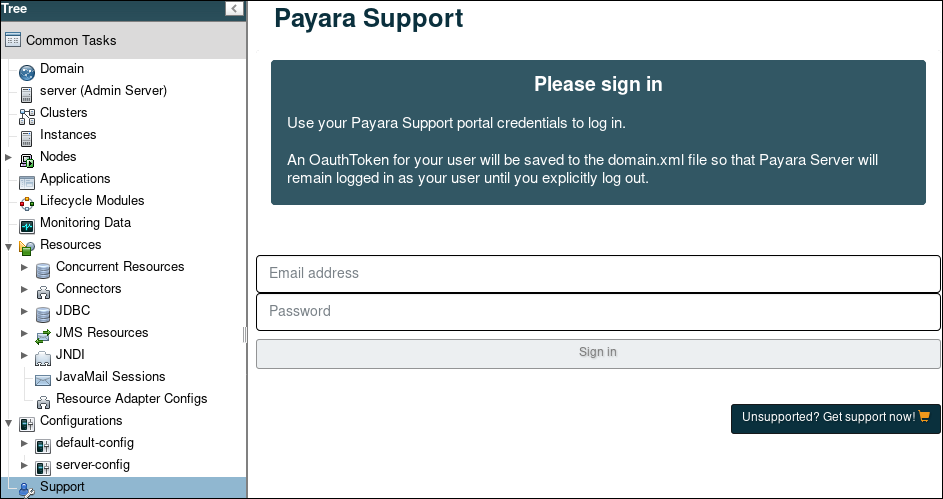 Tree
Common Tasks
Domain
server (Admin Server)
Clusters
Instances
Nodes
Applications
Lifecycle Modules
Monitoring Data
Resources
Concurrent Resources
Connectors
JDBC
JMS Resources
JNDI
JavaMail Sessions
Resource Adapter Configs
Configurations
default-config
server-config
Support
Payara Support
Please sign in
Use your Payara Support portal credentials to log in.
An OauthToken for your user will be saved to the domain.xml file so that Payara Server will
remain logged in as your user until you explicitly log out.
Email address
Password
Sign in
Unsupported? Get support now!